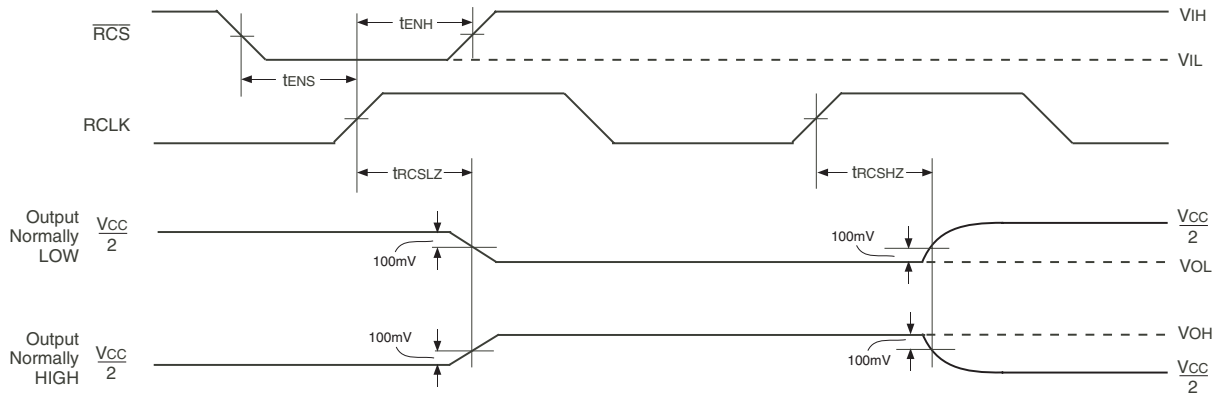 RCS
tENH
VIH
VIL
tENS
RCLK
tRCSLZ
tRCSHZ
Output
Normally
LOW
VCC
2
100mV
100mV
VCC
2
VOL
Output
Normally
HIGH
VCC
2
100mV
100mV
VOH
VCC
2